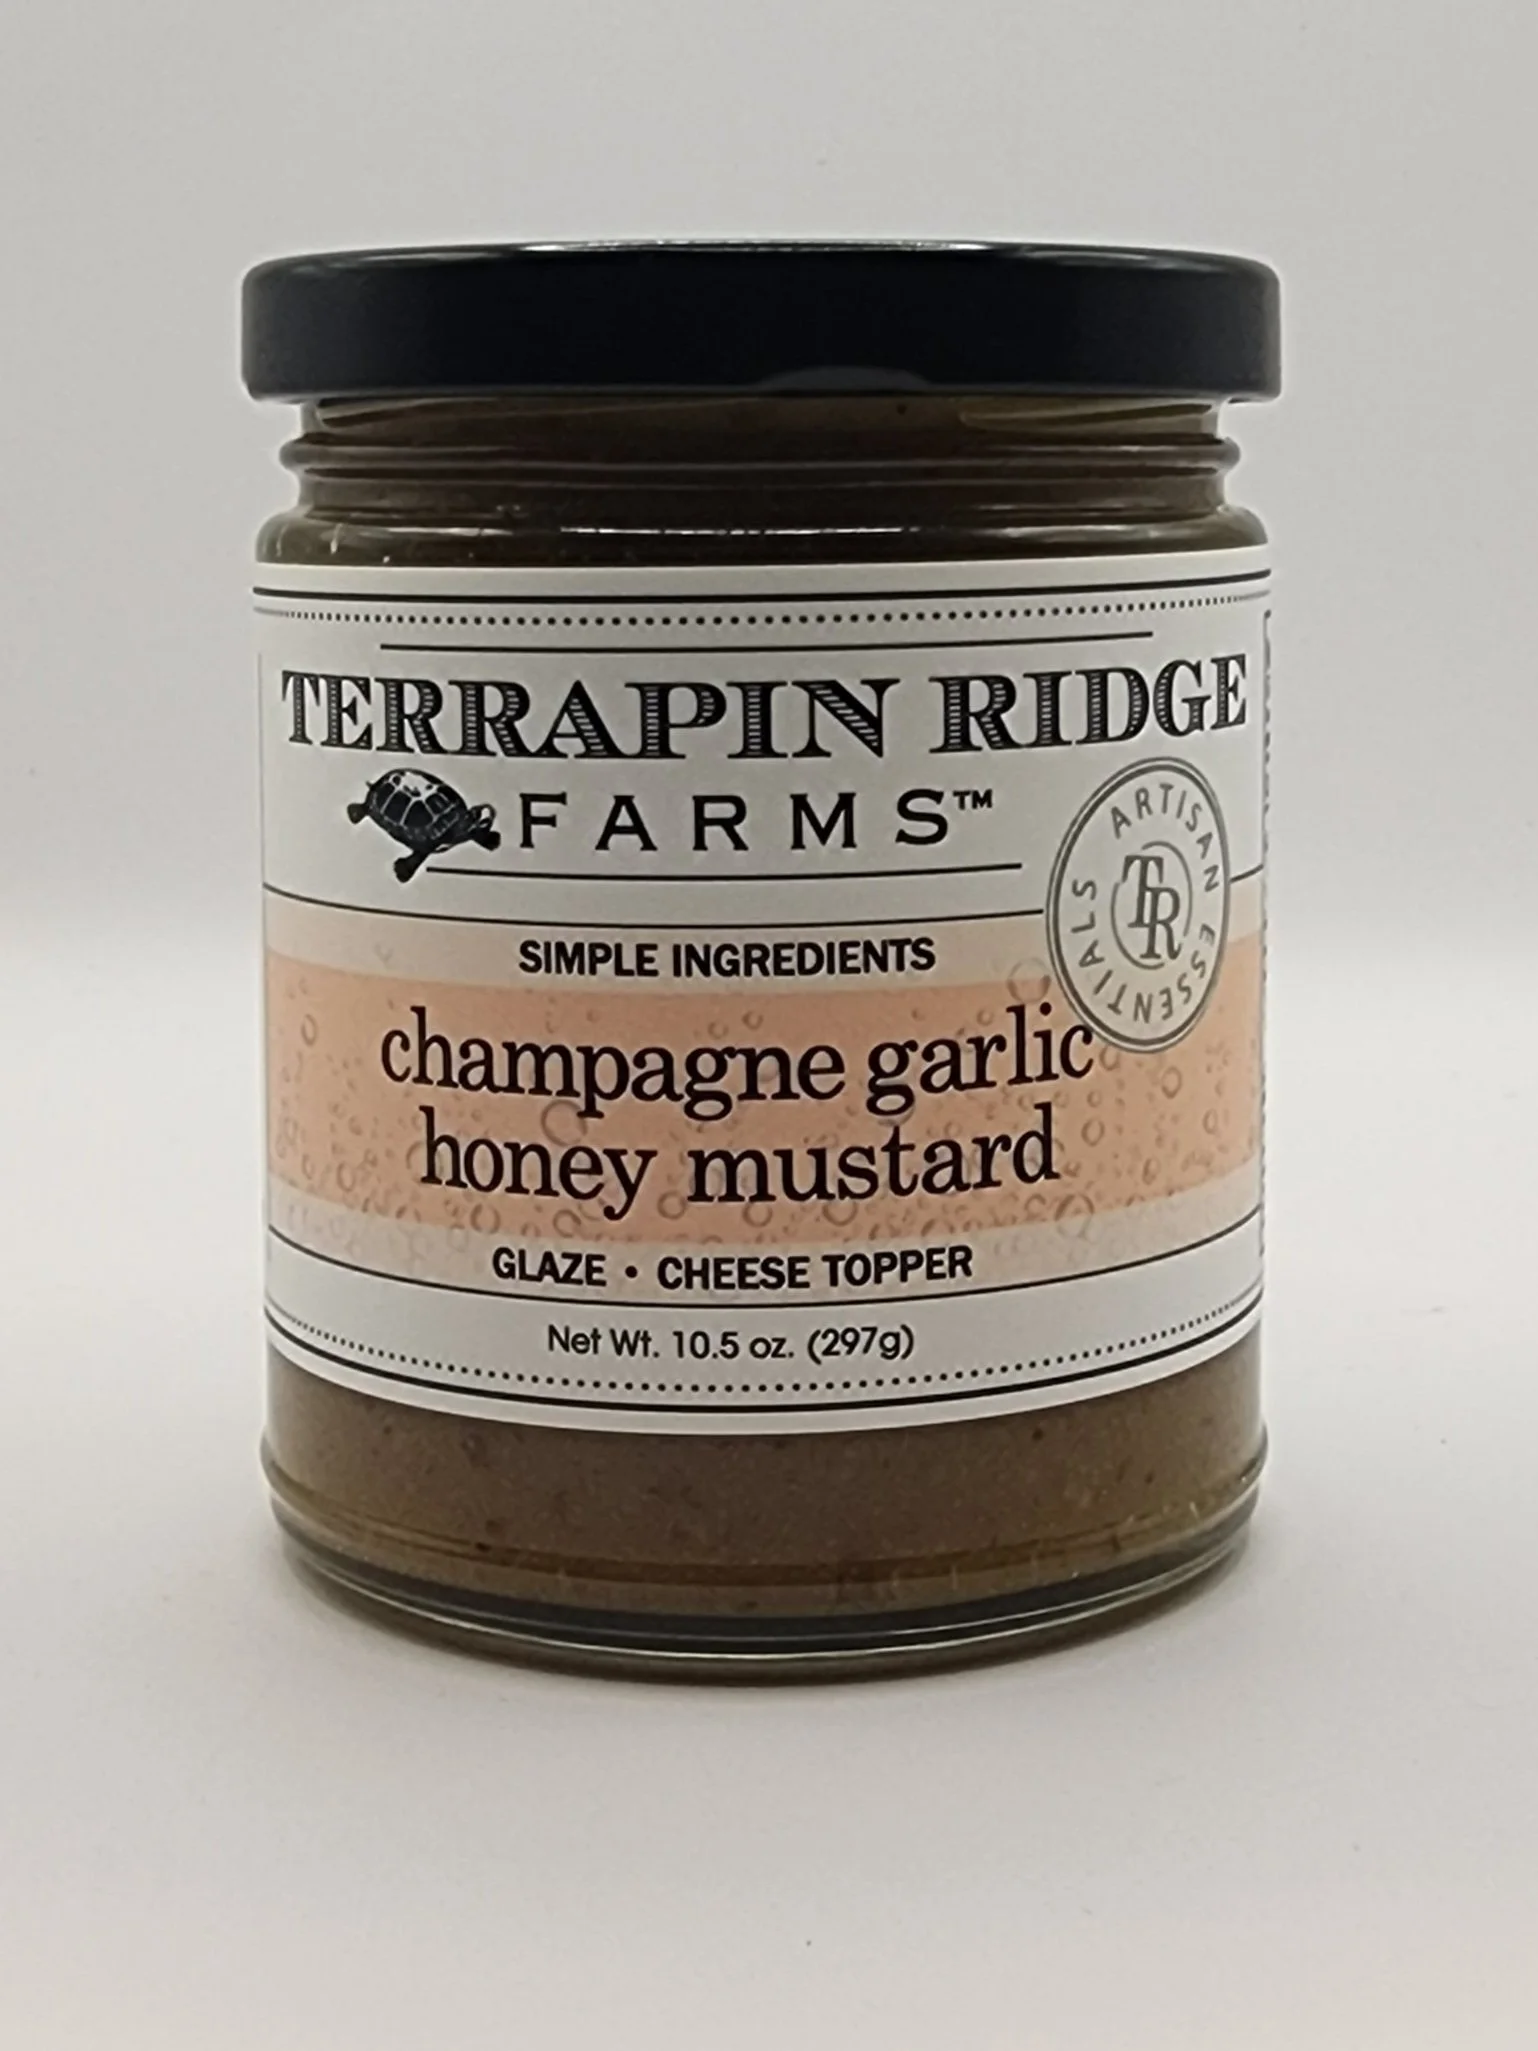 TERRAPIN RIDGE
FARMS™
ARTISAN ESSENTIALS
TR
SIMPLE INGREDIENTS
champagne garlic
honey mustard
GLAZE • CHEESE TOPPER
Net Wt. 10.5 oz. (297g)